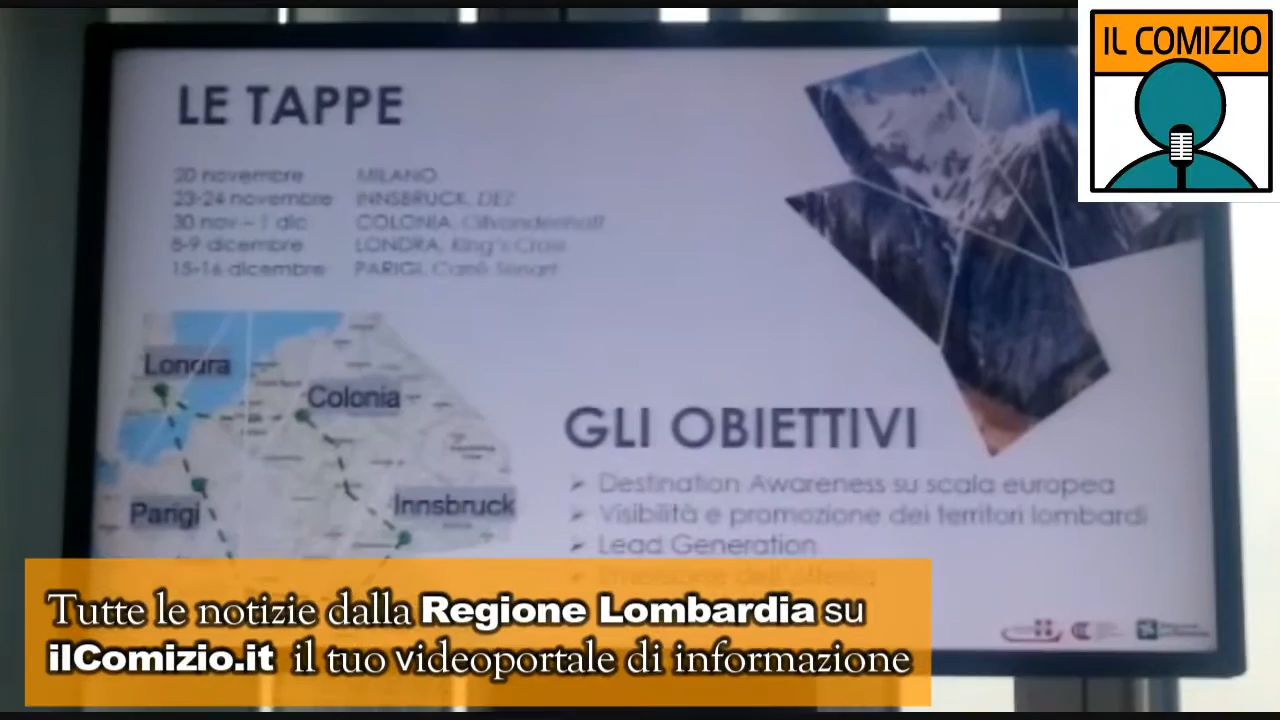 IL COMIZIO
LE TAPPE
20 novembre MILANO
23-24 novembre INNSBRUCK, DEZ
30 nov – 1 dic COLONIA,
8-9 dicembre LONDRA, King's Cross
15-16 dicembre PARIGI, Carré Sénart
Londra
Colonia
Parigi
Innsbruck
GLI OBIETTIVI
➢ Destination Awareness su scala europea
➢ Visibilità e promozione dei territori lombardi
➢ Lead Generation
Tutte le notizie dalla Regione Lombardia su
ilComizio.it il tuo videoportale di informazione